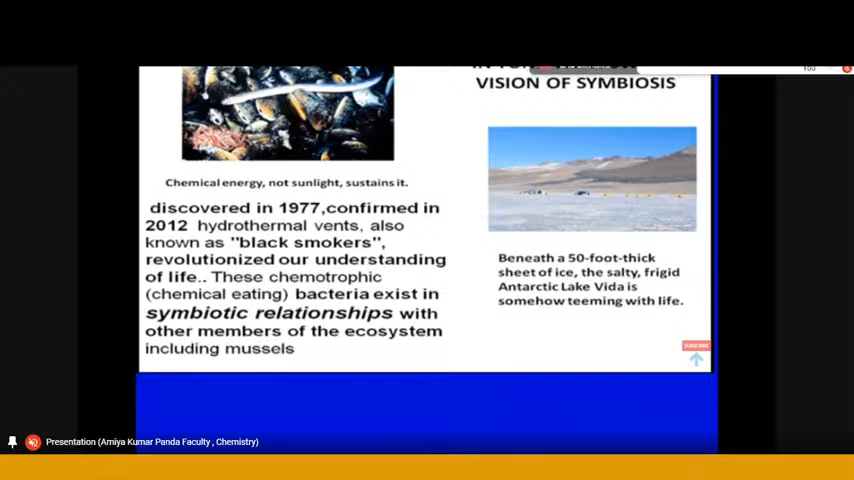 VISION OF SYMBIOSIS
You
Chemical energy, not sunlight, sustains it.
discovered in 1977,confirmed in
2012 hydrothermal vents, also
known as "black smokers",
revolutionized our understanding
of life.. These chemotrophic
(chemical eating) bacteria exist in
symbiotic relationships with
other members of the ecosystem
including mussels
Beneath a 50-foot-thick
sheet of ice, the salty, frigid
Antarctic Lake Vida is
somehow teeming with life.
SUBSCRIBE
Presentation (Amiya Kumar Panda Faculty , Chemistry)